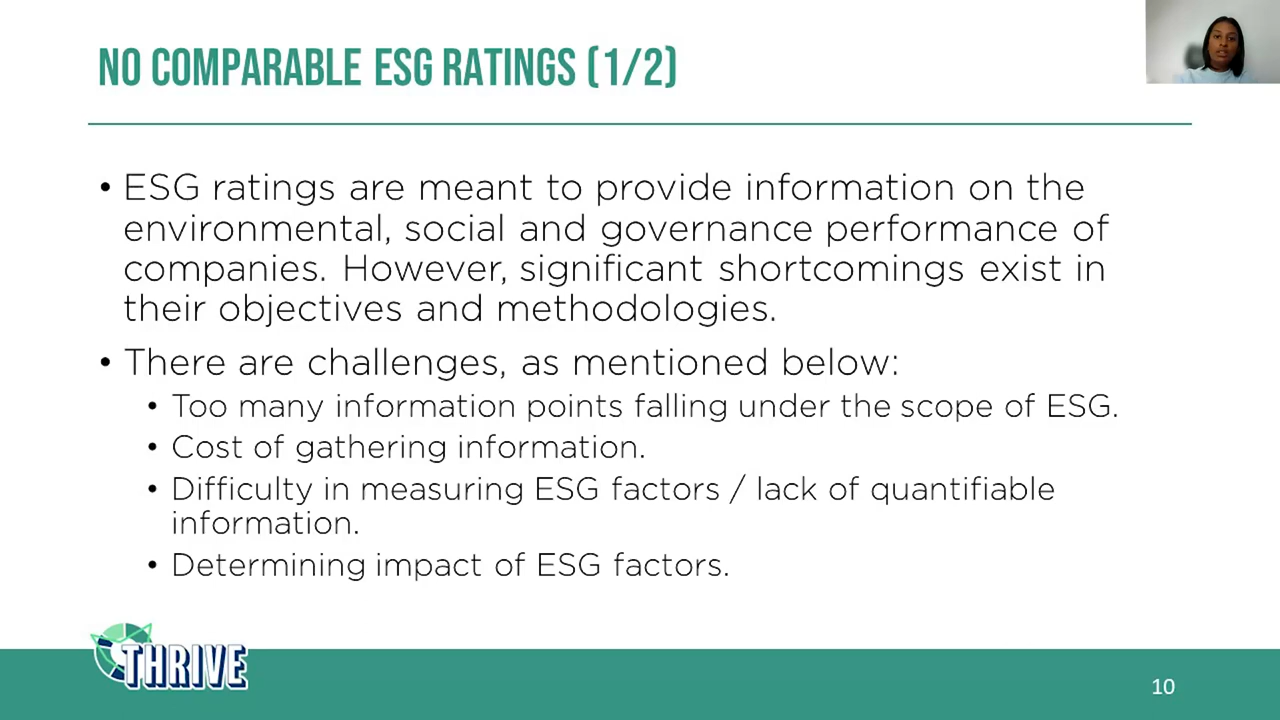 NO COMPARABLE ESG RATINGS (1/2)
• ESG ratings are meant to provide information on the
environmental, social and governance performance of
companies. However, significant shortcomings exist in
their objectives and methodologies.
• There are challenges, as mentioned below:
• Too many information points falling under the scope of ESG.
• Cost of gathering information.
• Difficulty in measuring ESG factors / lack of quantifiable
information.
• Determining impact of ESG factors.
THRIVE
10